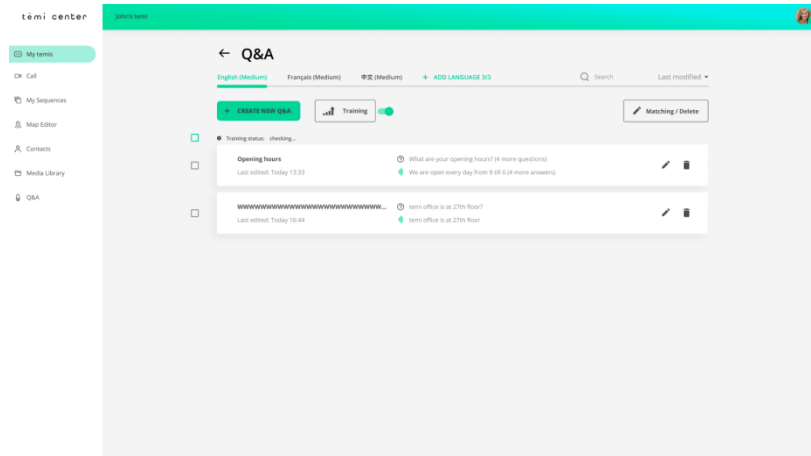 temi center
John's temi
My temis
Call
My Sequences
Map Editor
Contacts
Media Library
Q&A
← Q&A
English (Medium) Français (Medium) 中文 (Medium) + ADD LANGUAGE 3/3 Search Last modified
+ CREATE NEW Q&A Training Matching / Delete
Training status: checking...
Opening hours What are your opening hours? (4 more questions)
Last edited: Today 13:33 We are open every day from 9 till 6 (4 more answers)
wwwwwwwwwwwwwwwwwwwwwwwww... temi office is at 27th floor?
Last edited: Today 16:44 temi office is at 27th floor